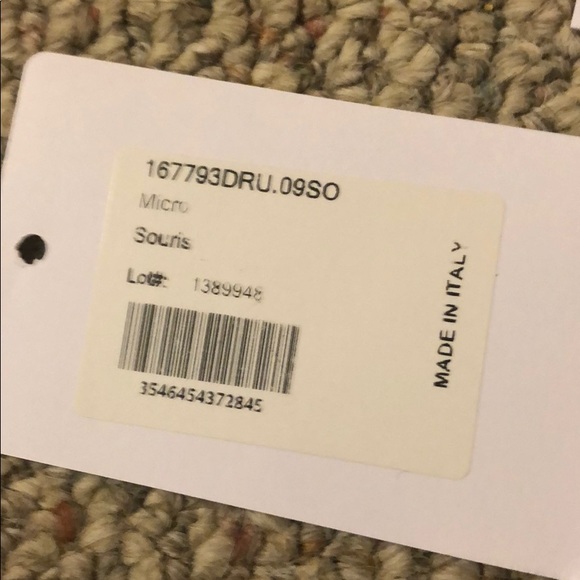 167793DRU.09SO
Micro
Souris
Lot#: 1389948
3546454372845
MADE IN ITALY